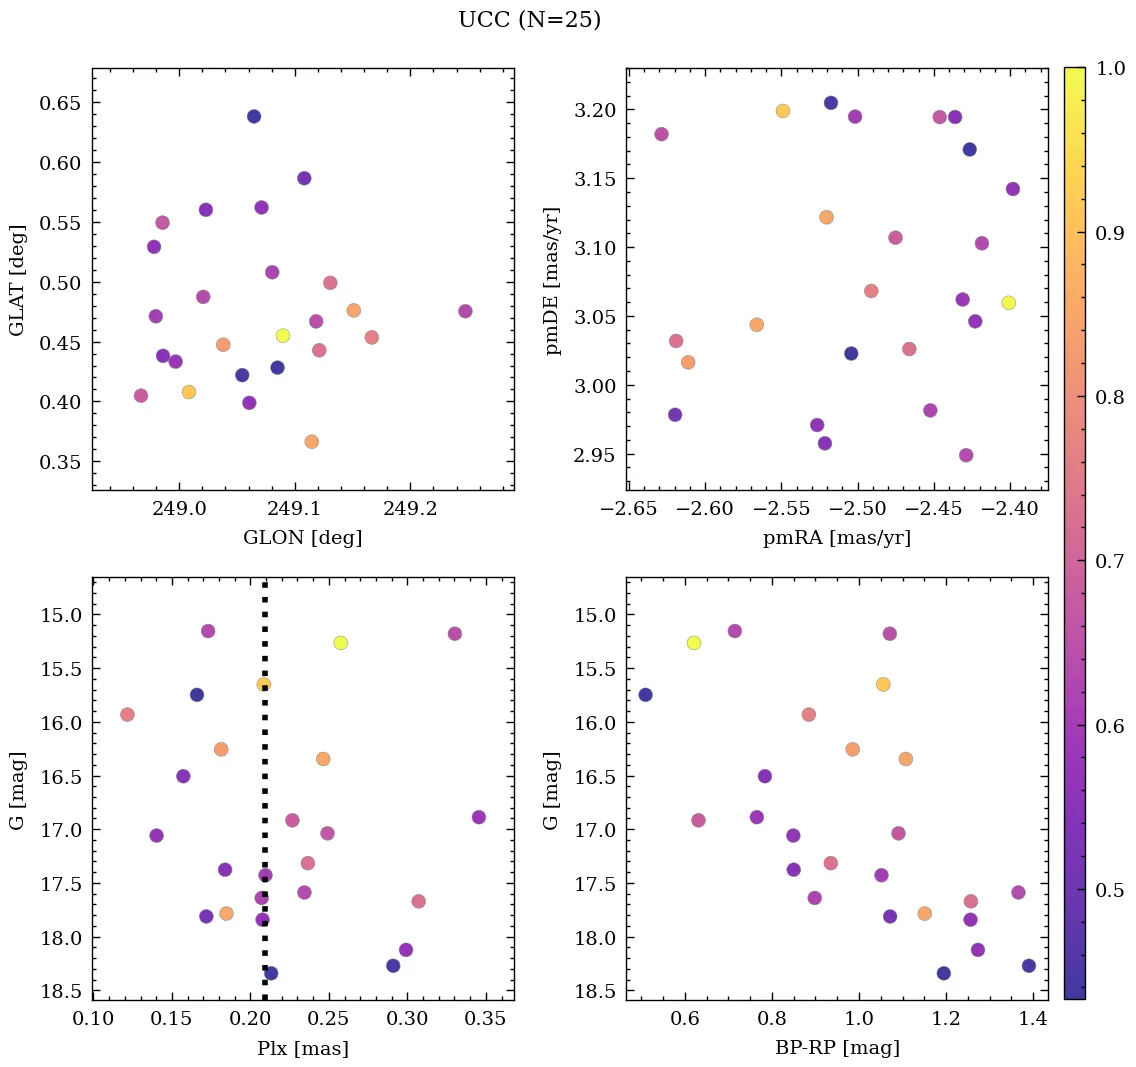 UCC (N=25)
0.65
0.60
0.55
0.50
0.45
0.40
0.35
GLAT [deg]
249.0 249.1 249.2
GLON [deg]
3.20
3.15
3.10
3.05
3.00
2.95
pmDE [mas/yr]
−2.65 −2.60 −2.55 −2.50 −2.45 −2.40
pmRA [mas/yr]
1.0
0.9
0.8
0.7
0.6
0.5
15.0
15.5
16.0
16.5
17.0
17.5
18.0
18.5
G [mag]
0.10 0.15 0.20 0.25 0.30 0.35
Plx [mas]
15.0
15.5
16.0
16.5
17.0
17.5
18.0
18.5
G [mag]
0.6 0.8 1.0 1.2 1.4
BP-RP [mag]